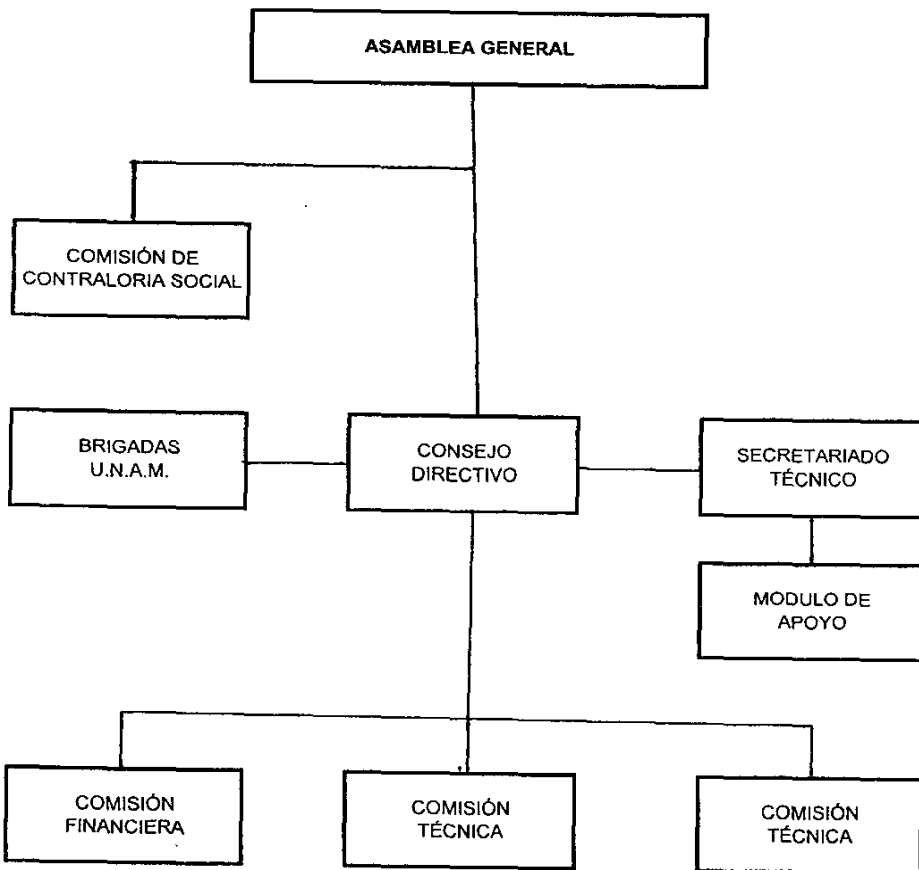 ASAMBLEA GENERAL
COMISIÓN DE
CONTRALORIA SOCIAL
BRIGADAS
U.N.A.M.
CONSEJO
DIRECTIVO
SECRETARIADO
TÉCNICO
MODULO DE
APOYO
COMISIÓN
FINANCIERA
COMISIÓN
TÉCNICA
COMISIÓN
TÉCNICA